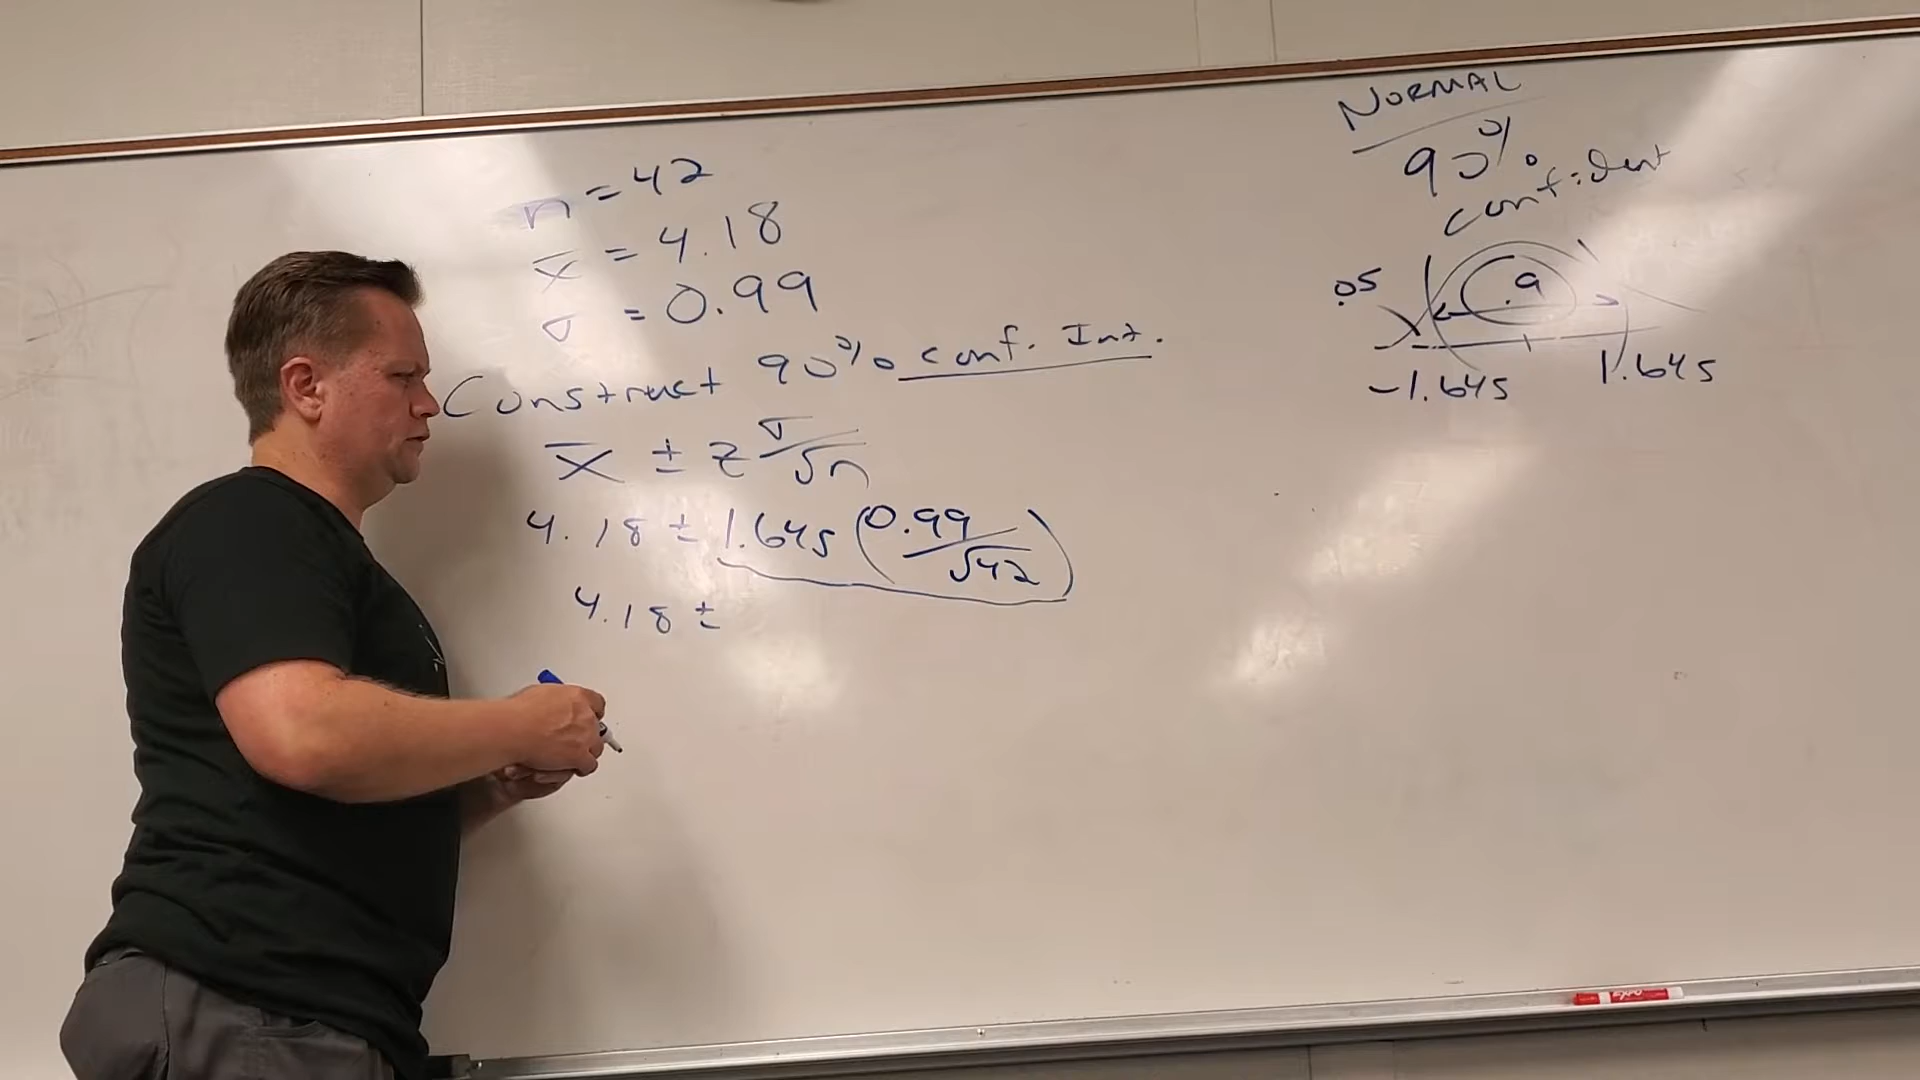 n = 42
x̄ = 4.18
σ = 0.99
Construct 90% conf. Int.
x̄ ± z σ/√n
4.18 ± 1.645 (0.99/√42)
4.18 ±
NORMAL
90%
confident
.05
.9
-1.645
1.645
EXPO